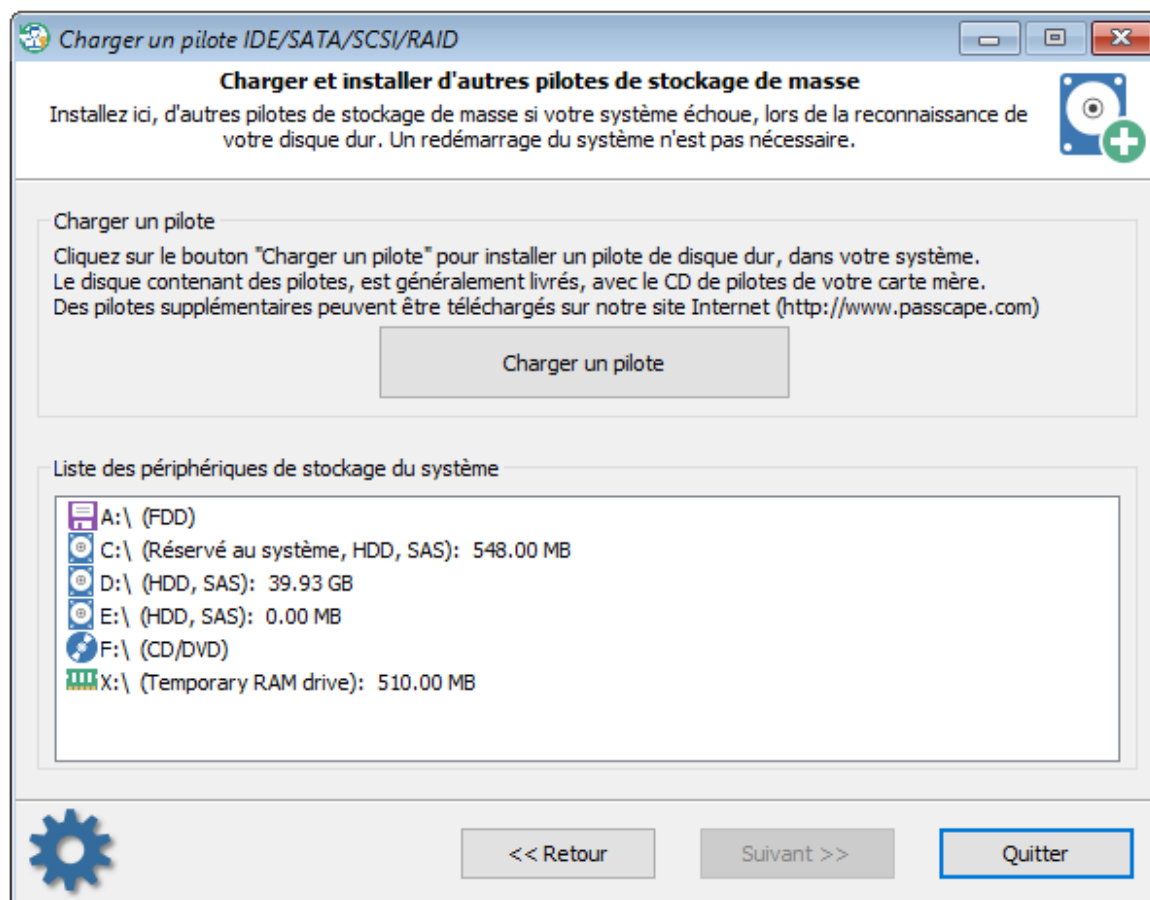 Charger un pilote IDE/SATA/SCSI/RAID
Charger et installer d'autres pilotes de stockage de masse
Installez ici, d'autres pilotes de stockage de masse si votre système échoue, lors de la reconnaissance de
votre disque dur. Un redémarrage du système n'est pas nécessaire.
Charger un pilote
Cliquez sur le bouton "Charger un pilote" pour installer un pilote de disque dur, dans votre système.
Le disque contenant des pilotes, est généralement livrés, avec le CD de pilotes de votre carte mère.
Des pilotes supplémentaires peuvent être téléchargés sur notre site Internet (http://www.passcape.com)
Charger un pilote
Liste des périphériques de stockage du système
A:\ (FDD)
C:\ (Réservé au système, HDD, SAS): 548.00 MB
D:\ (HDD, SAS): 39.93 GB
E:\ (HDD, SAS): 0.00 MB
F:\ (CD/DVD)
X:\ (Temporary RAM drive): 510.00 MB
<< Retour
Suivant >>
Quitter